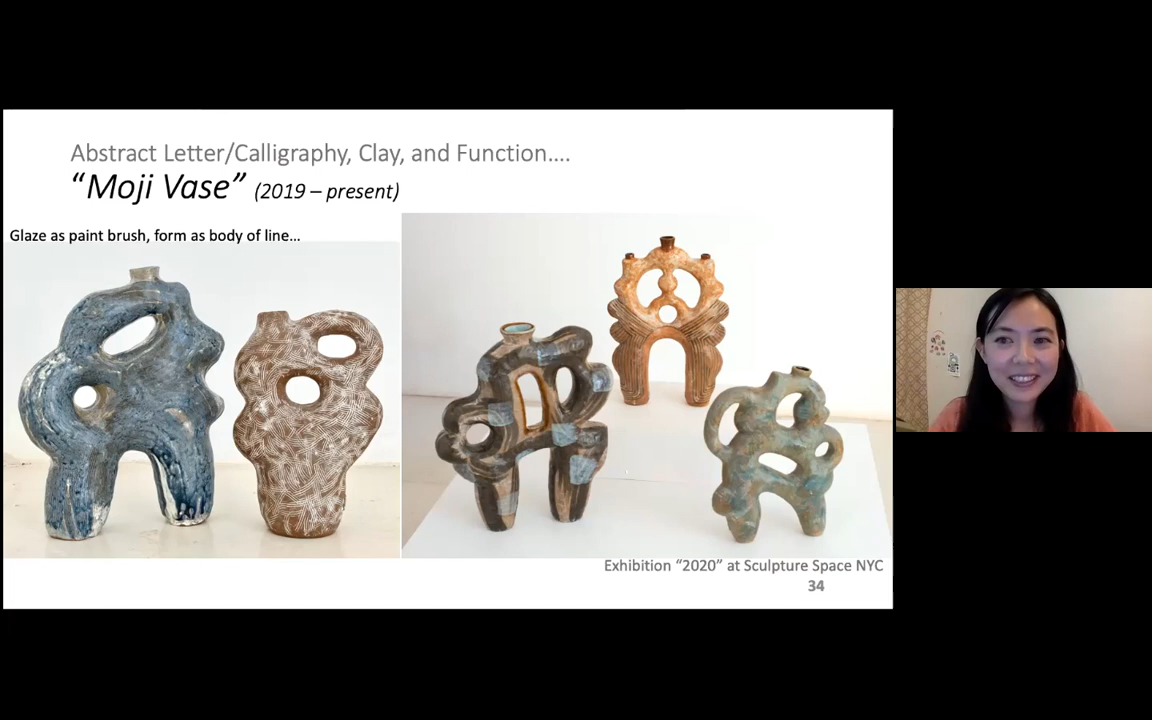 Abstract Letter/Calligraphy, Clay, and Function....
“Moji Vase” (2019 – present)
Glaze as paint brush, form as body of line...
Exhibition “2020” at Sculpture Space NYC
34